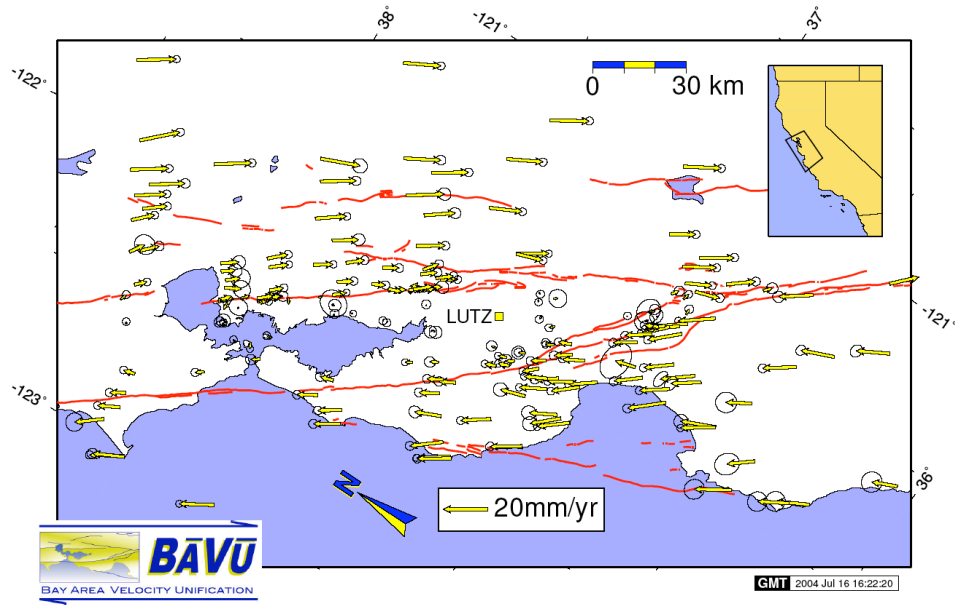 38°
-121°
37°
-122°
0 30 km
LUTZ
-121°
-123°
36°
N
20mm/yr
BĀVŪ
BAY AREA VELOCITY UNIFICATION
GMT 2004 Jul 16 16:22:20